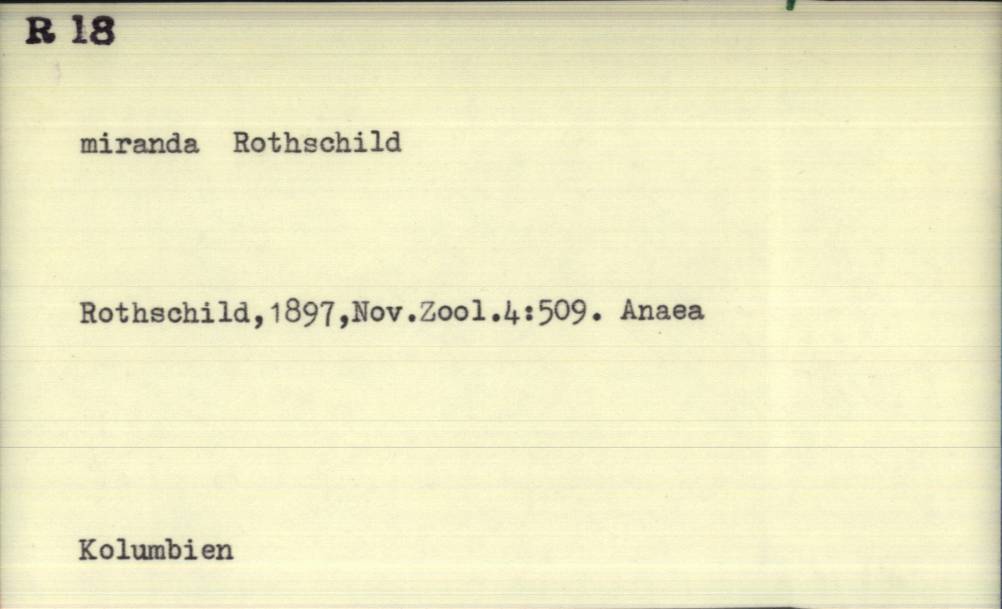 R 18
miranda Rothschild
Rothschild,1897,Nov.Zool.4:509. Anaea
Kolumbien